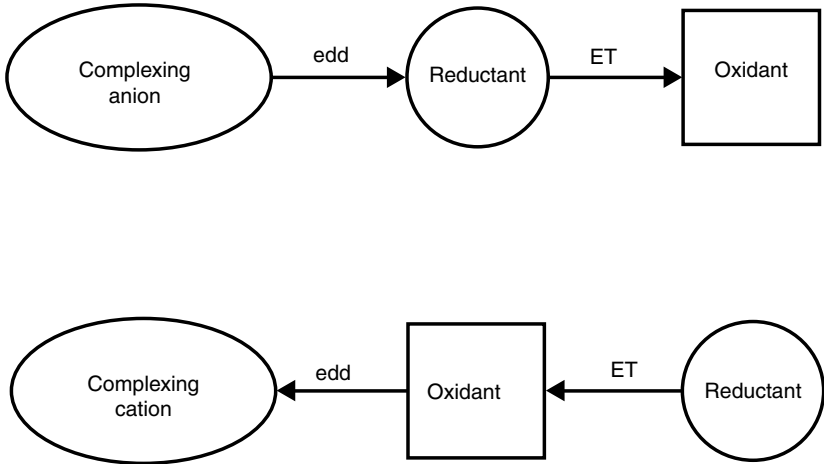 Complexing
anion
edd
Reductant
ET
Oxidant
Complexing
cation
edd
Oxidant
ET
Reductant